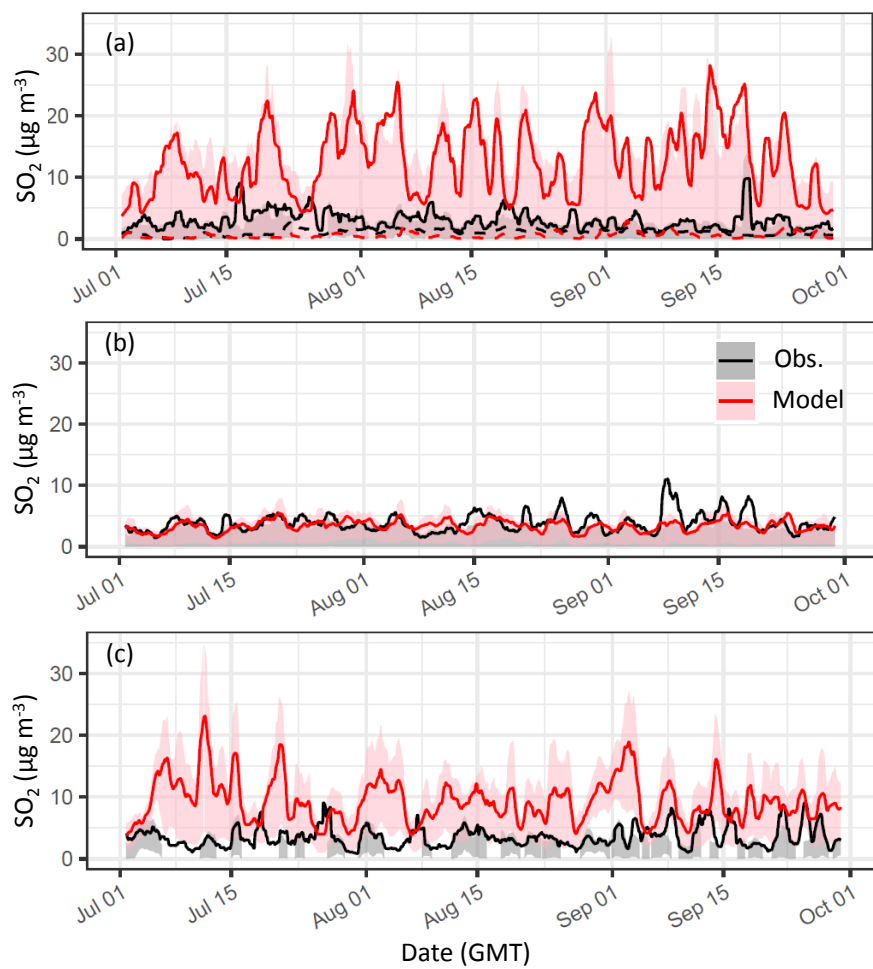 (a)
SO2 (µg m-3)
30
20
10
0
Jul 01 Jul 15 Aug 01 Aug 15 Sep 01 Sep 15 Oct 01
(b)
Obs.
Model
SO2 (µg m-3)
30
20
10
0
Jul 01 Jul 15 Aug 01 Aug 15 Sep 01 Sep 15 Oct 01
(c)
SO2 (µg m-3)
30
20
10
0
Jul 01 Jul 15 Aug 01 Aug 15 Sep 01 Sep 15 Oct 01
Date (GMT)